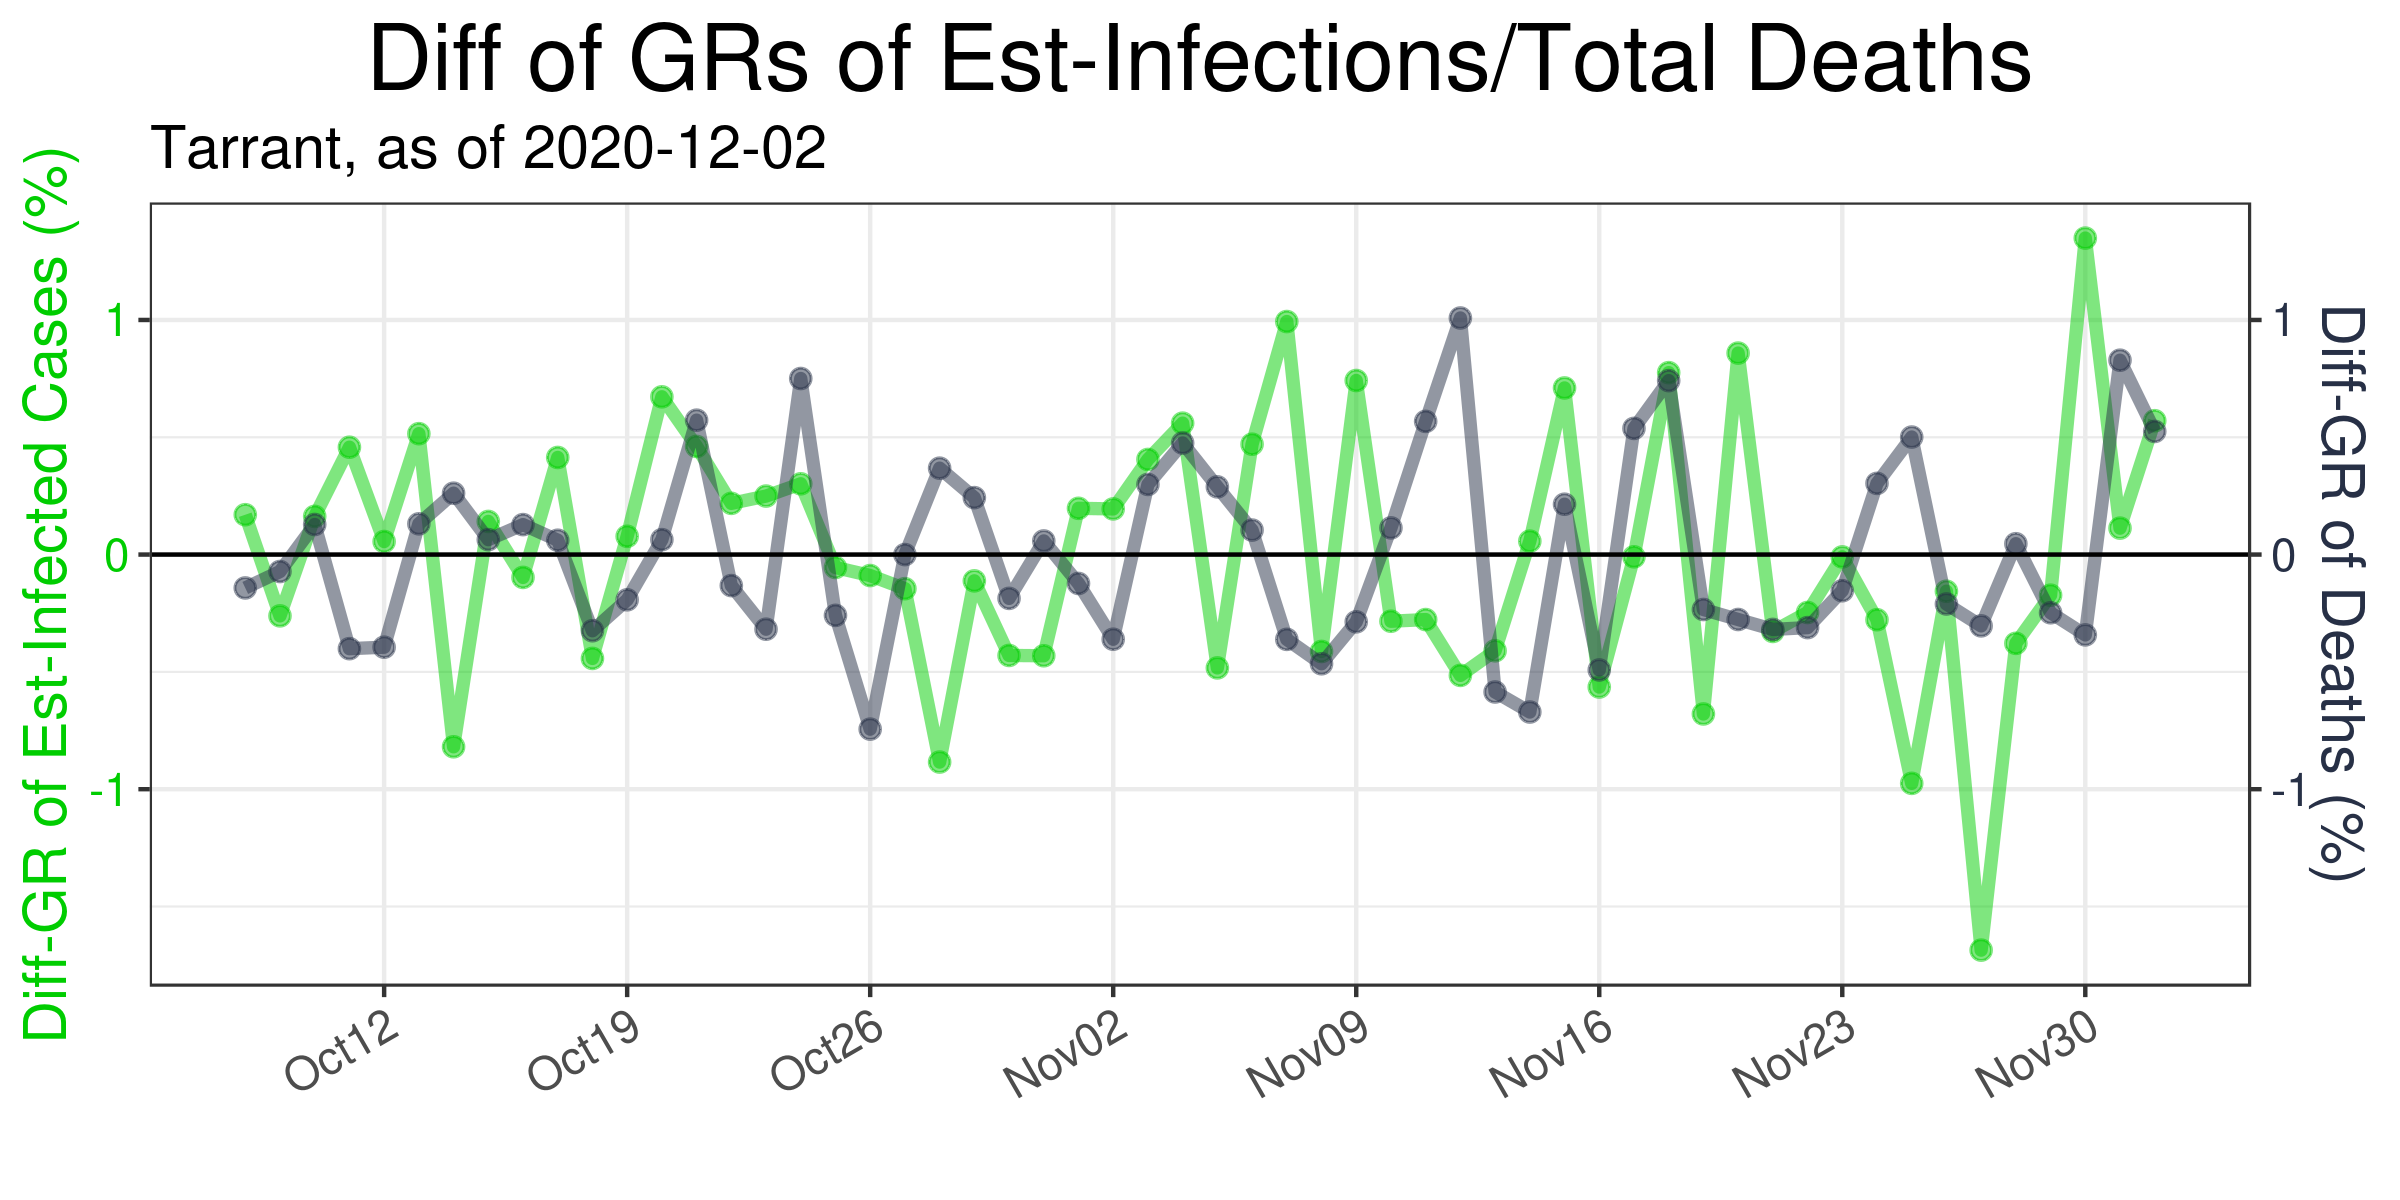 Diff of GRs of Est-Infections/Total Deaths
Tarrant, as of 2020-12-02
Diff-GR of Est-Infected Cases (%)
1
0
-1
1
0
-1
Diff-GR of Deaths (%)
Oct12
Oct19
Oct26
Nov02
Nov09
Nov16
Nov23
Nov30